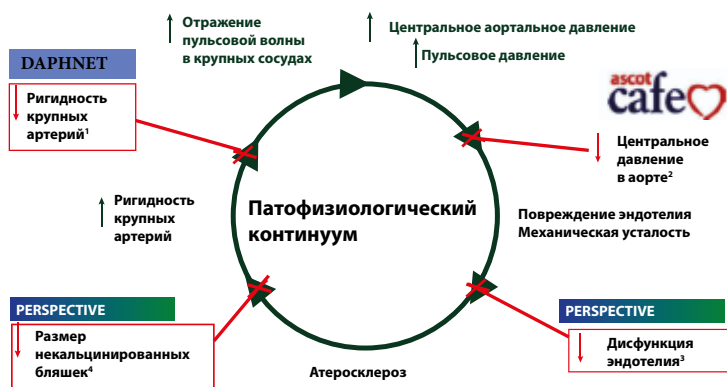 Отражение
пульсовой волны
в крупных сосудах
Центральное аортальное давление
Пульсовое давление
DAPHNET
Ригидность
крупных
артерий¹
ascot
cafe
Центральное
давление
в аорте²
Ригидность
крупных
артерий
Патофизиологический
континуум
Повреждение эндотелия
Механическая усталость
PERSPECTIVE
Размер
некальцинированных
бляшек⁴
PERSPECTIVE
Дисфункция
эндотелия³
Атеросклероз